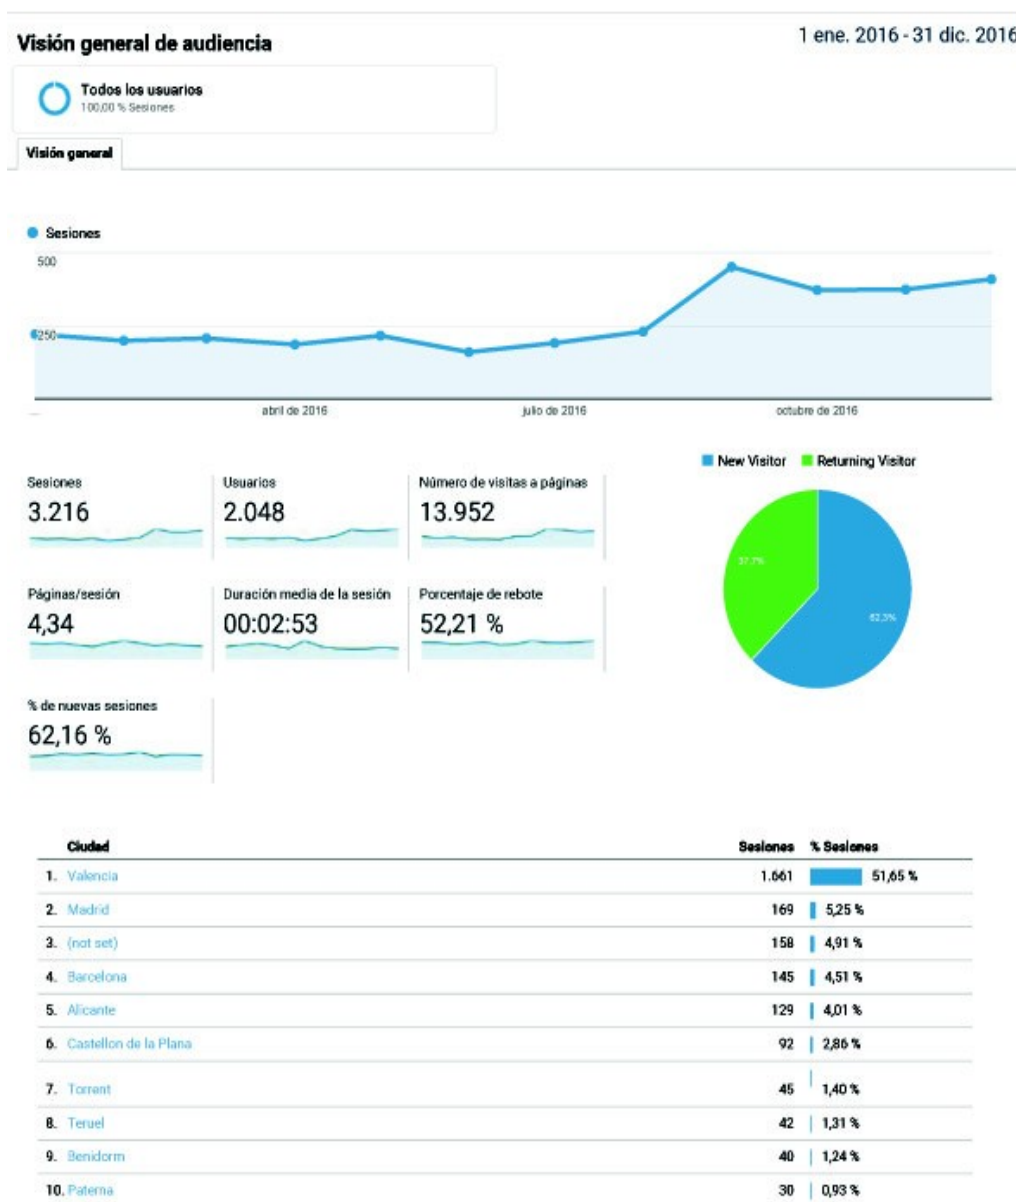 Visión general de audiencia
1 ene. 2016 - 31 dic. 2016
Todos los usuarios
100,00 % Sesiones
Visión general
Sesiones
500
250
abril de 2016 julio de 2016 octubre de 2016
New Visitor Returning Visitor
Sesiones Usuarios Número de visitas a páginas
3.216 2.048 13.952
37,7%
62,3%
Páginas/sesión Duración media de la sesión Porcentaje de rebote
4,34 00:02:53 52,21 %
% de nuevas sesiones
62,16 %
Ciudad Sesiones % Sesiones
1. Valencia 1.661 51,65 %
2. Madrid 169 5,25 %
3. (not set) 158 4,91 %
4. Barcelona 145 4,51 %
5. Alicante 129 4,01 %
6. Castellon de la Plana 92 2,86 %
7. Torrent 45 1,40 %
8. Teruel 42 1,31 %
9. Benidorm 40 1,24 %
10. Paterna 30 0,93 %